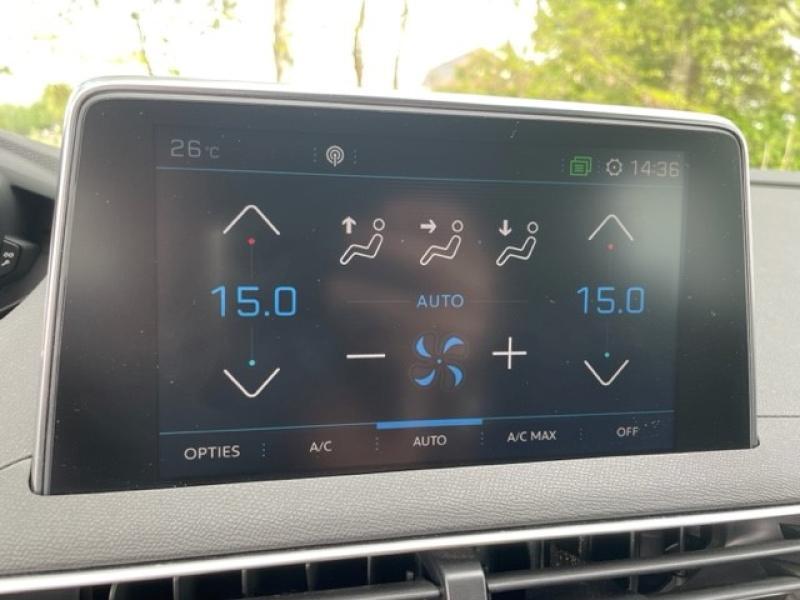 26°C 14:36
15.0 15.0
AUTO
OPTIES A/C AUTO A/C MAX OFF